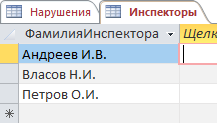 Нарушения Инспекторы
ФамилияИнспектора Щелк
Андреев И.В.
Власов Н.И.
Петров О.И.